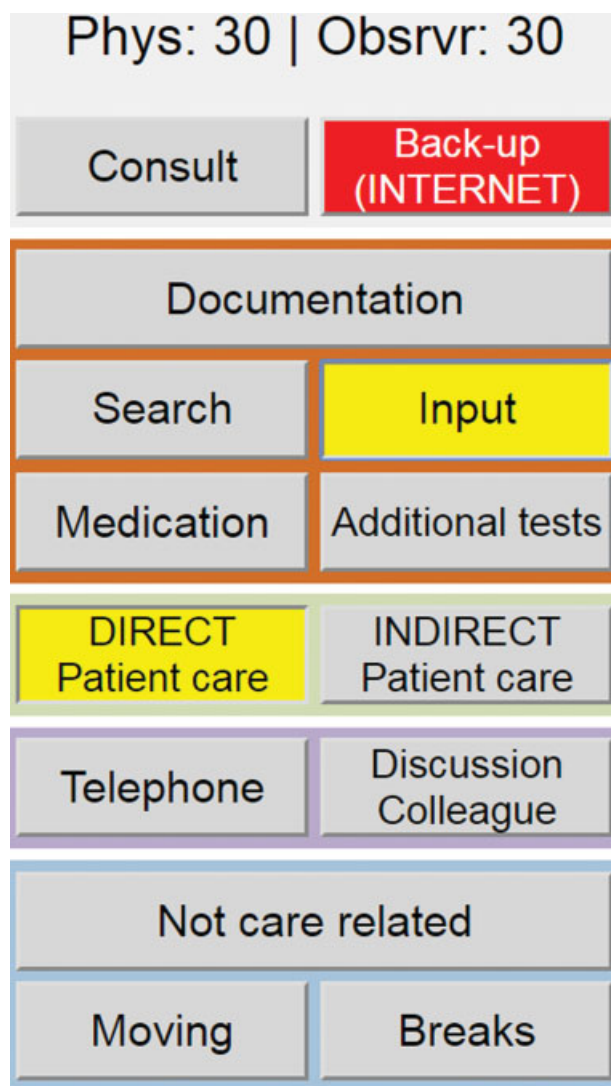 Phys: 30 | Obsrvr: 30
Consult
Back-up
(INTERNET)
Documentation
Search
Input
Medication
Additional tests
DIRECT
Patient care
INDIRECT
Patient care
Telephone
Discussion
Colleague
Not care related
Moving
Breaks